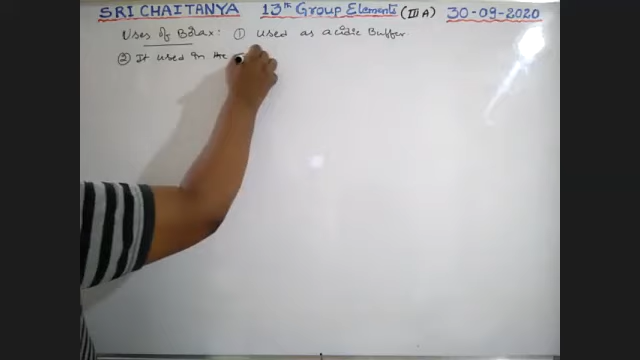 SRI CHAITANYA 13th Group Elements (III A) 30-09-2020
Uses of Borax: ① Used as acidic Buffer.
② It used in the